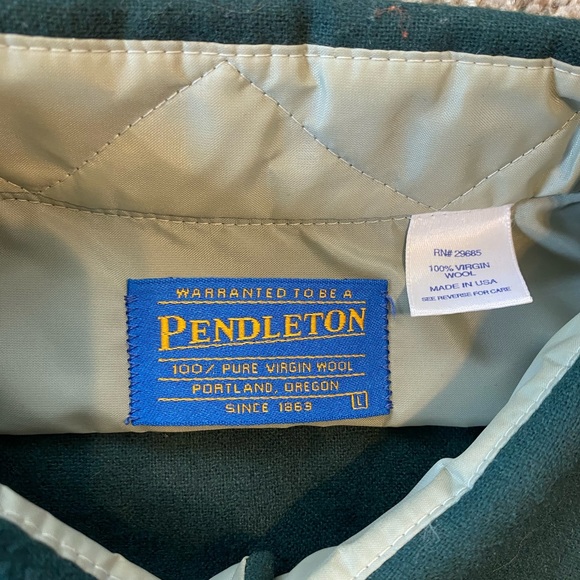 WARRANTED TO BE A
PENDLETON
100% PURE VIRGIN WOOL
PORTLAND, OREGON
SINCE 1863
L
RN# 29685
100% VIRGIN
WOOL
MADE IN USA
SEE REVERSE FOR CARE